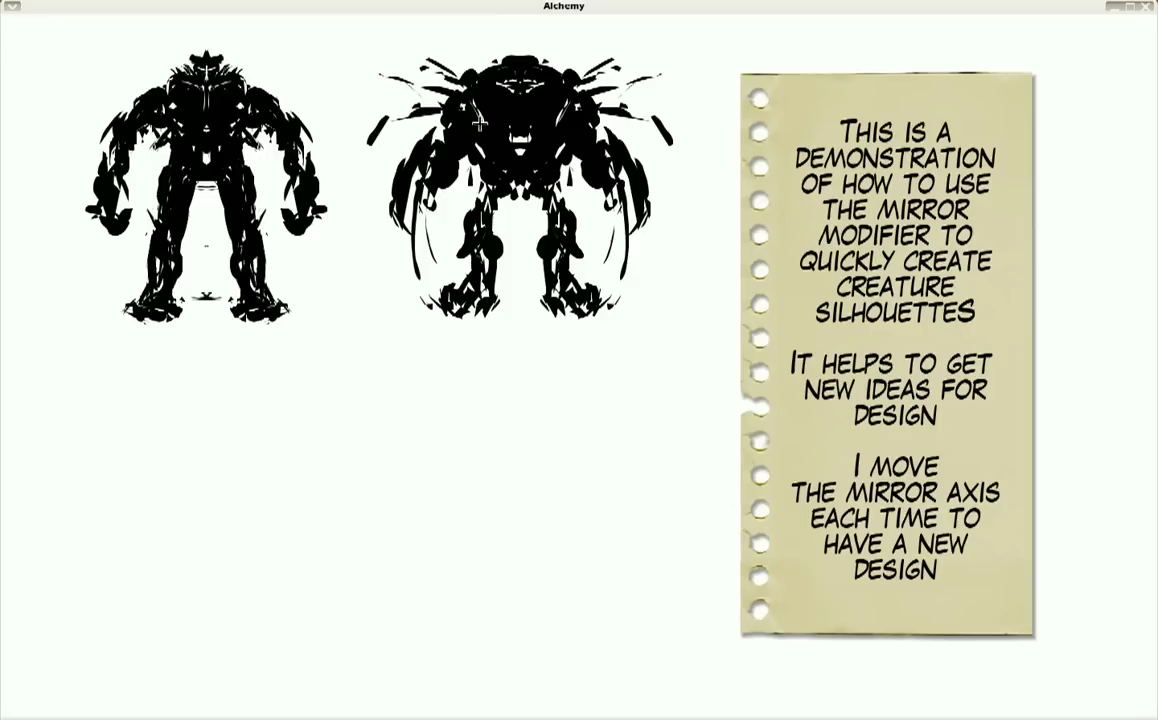 Alchemy
THIS IS A
DEMONSTRATION
OF HOW TO USE
THE MIRROR
MODIFIER TO
QUICKLY CREATE
CREATURE
SILHOUETTES
IT HELPS TO GET
NEW IDEAS FOR
DESIGN
I MOVE
THE MIRROR AXIS
EACH TIME TO
HAVE A NEW
DESIGN